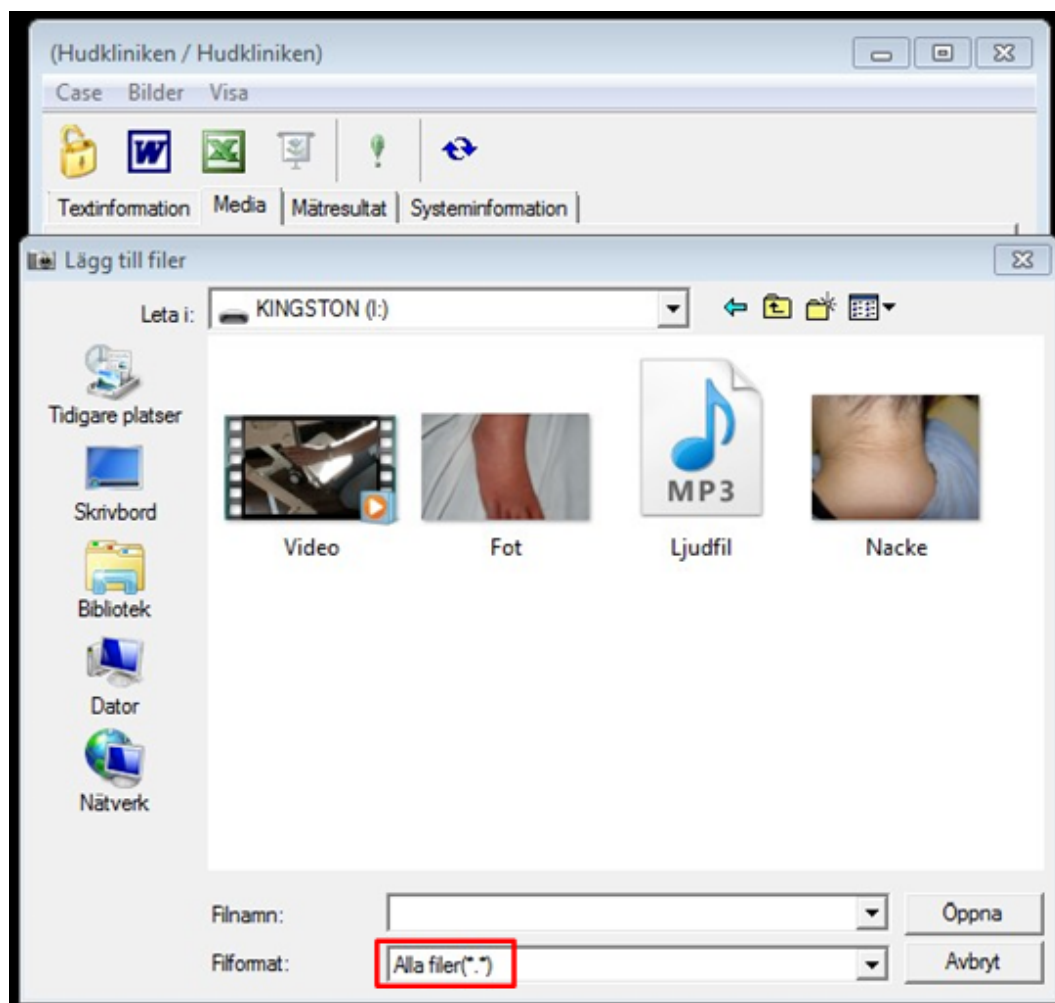 (Hudkliniken / Hudkliniken)
Case Bilder Visa
Textinformation Media Mätresultat Systeminformation
Lägg till filer
Leta i: KINGSTON (I:)
Tidigare platser
Skrivbord
Bibliotek
Dator
Nätverk
MP3
Video Fot Ljudfil Nacke
Filnamn: Öppna
Filformat: Alla filer(*.*) Avbryt